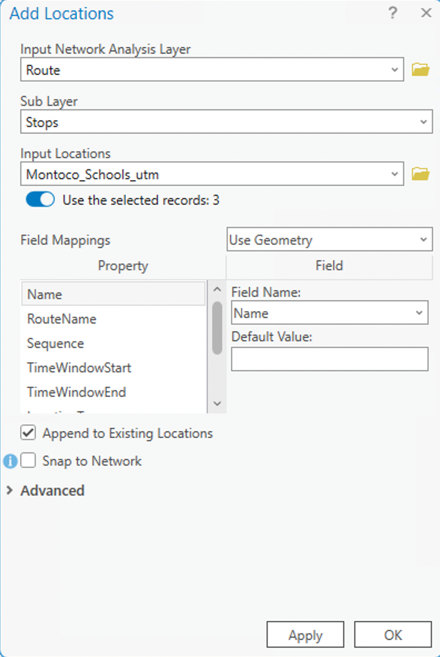 Add Locations ? ×
Input Network Analysis Layer
Route
Sub Layer
Stops
Input Locations
Montoco_Schools_utm
Use the selected records: 3
Field Mappings Use Geometry
Property Field
Name
Field Name:
RouteName
Name
Sequence
Default Value:
TimeWindowStart
TimeWindowEnd
Append to Existing Locations
i Snap to Network
> Advanced
Apply OK